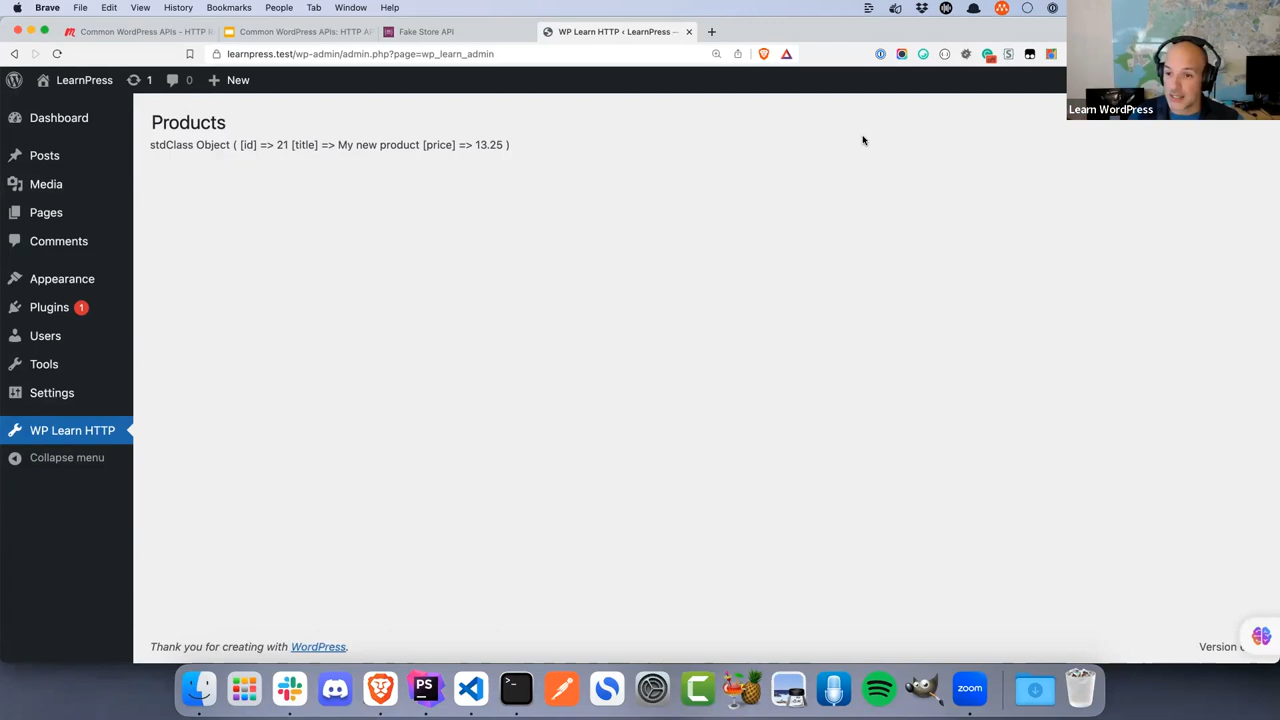 Brave File Edit View History Bookmarks People Tab Window Help
Common WordPress APIs – HTTP R
Common WordPress APIs: HTTP AP
Fake Store API
WP Learn HTTP ‹ LearnPress —
learnpress.test/wp-admin/admin.php?page=wp_learn_admin
LearnPress 1 0 New
Learn WordPress
Dashboard
Posts
Media
Pages
Comments
Appearance
Plugins 1
Users
Tools
Settings
WP Learn HTTP
Collapse menu
Products
stdClass Object ( [id] => 21 [title] => My new product [price] => 13.25 )
Thank you for creating with WordPress.
Version
PS
zoom